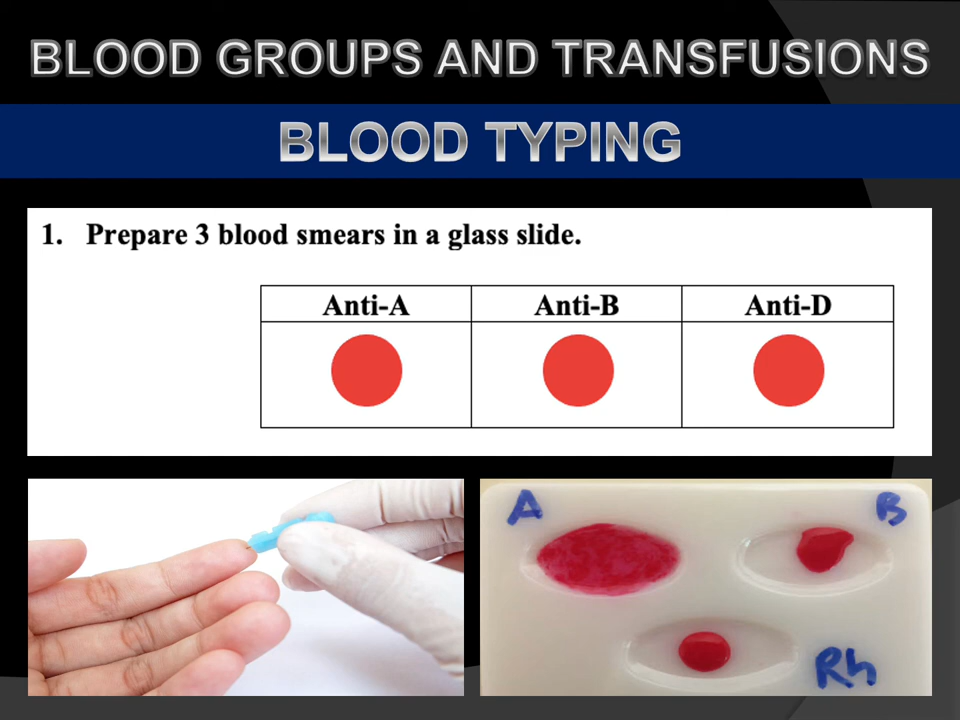 BLOOD GROUPS AND TRANSFUSIONS
BLOOD TYPING
1. Prepare 3 blood smears in a glass slide.
Anti-A Anti-B Anti-D
A B
Rh